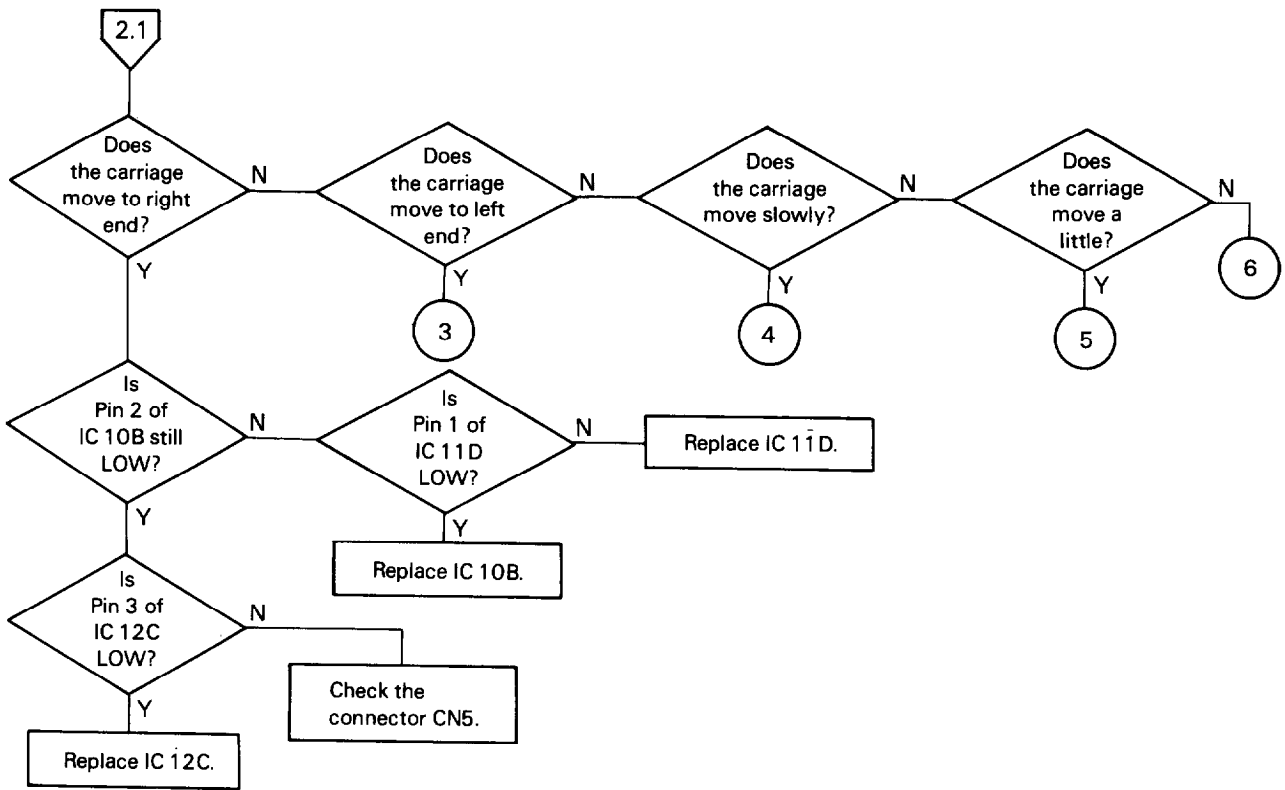 2.1
Does
the carriage
move to right
end?
N
Y
Does
the carriage
move to left
end?
N
Y
3
Does
the carriage
move slowly?
N
Y
4
Does
the carriage
move a
little?
N
6
Y
5
Is
Pin 2 of
IC 10B still
LOW?
N
Y
Is
Pin 1 of
IC 11D
LOW?
N
Replace IC 11D.
Y
Replace IC 10B.
Is
Pin 3 of
IC 12C
LOW?
N
Check the
connector CN5.
Y
Replace IC 12C.